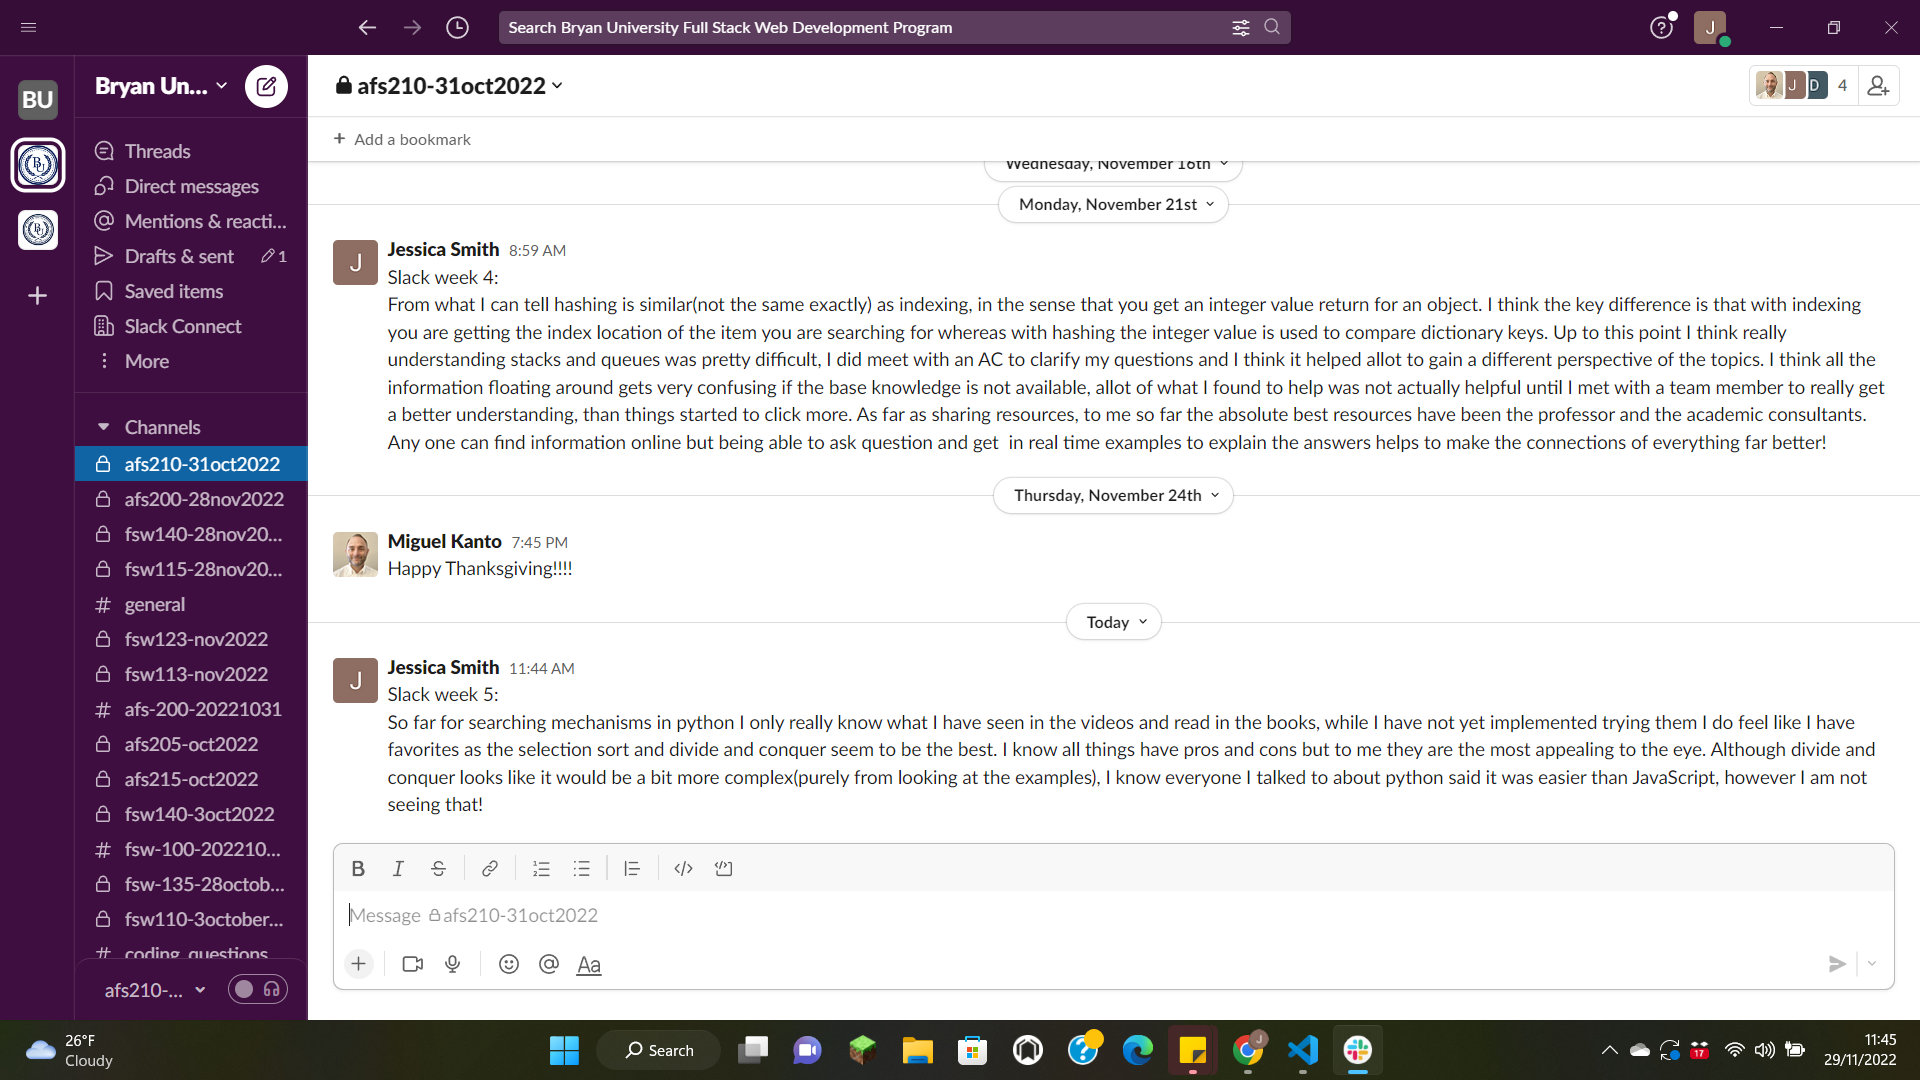 Search Bryan University Full Stack Web Development Program
J
BU
Bryan Un...
afs210-31oct2022
J D 4
Add a bookmark
Threads
Direct messages
Mentions & reacti...
Drafts & sent 1
Saved items
Slack Connect
More
Channels
afs210-31oct2022
afs200-28nov2022
fsw140-28nov20...
fsw115-28nov20...
# general
fsw123-nov2022
fsw113-nov2022
# afs-200-20221031
afs205-oct2022
afs215-oct2022
fsw140-3oct2022
# fsw-100-202210...
fsw-135-28octob...
fsw110-3october...
# coding_questions
afs210-...
Wednesday, November 16th
Monday, November 21st
J
Jessica Smith 8:59 AM
Slack week 4:
From what I can tell hashing is similar(not the same exactly) as indexing, in the sense that you get an integer value return for an object. I think the key difference is that with indexing
you are getting the index location of the item you are searching for whereas with hashing the integer value is used to compare dictionary keys. Up to this point I think really
understanding stacks and queues was pretty difficult, I did meet with an AC to clarify my questions and I think it helped allot to gain a different perspective of the topics. I think all the
information floating around gets very confusing if the base knowledge is not available, allot of what I found to help was not actually helpful until I met with a team member to really get
a better understanding, than things started to click more. As far as sharing resources, to me so far the absolute best resources have been the professor and the academic consultants.
Any one can find information online but being able to ask question and get  in real time examples to explain the answers helps to make the connections of everything far better!
Thursday, November 24th
Miguel Kanto 7:45 PM
Happy Thanksgiving!!!!
Today
J
Jessica Smith 11:44 AM
Slack week 5:
So far for searching mechanisms in python I only really know what I have seen in the videos and read in the books, while I have not yet implemented trying them I do feel like I have
favorites as the selection sort and divide and conquer seem to be the best. I know all things have pros and cons but to me they are the most appealing to the eye. Although divide and
conquer looks like it would be a bit more complex(purely from looking at the examples), I know everyone I talked to about python said it was easier than JavaScript, however I am not
seeing that!
B I S
Message afs210-31oct2022
Aa
26°F
Cloudy
Search
J
17
11:45
29/11/2022